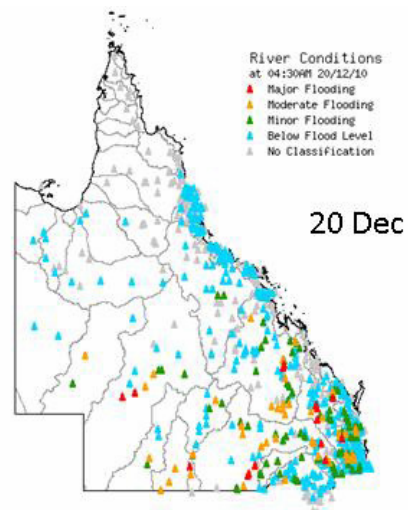 River Conditions
at 04:30AM 20/12/10
Major Flooding
Moderate Flooding
Minor Flooding
Below Flood Level
No Classification
20 Dec